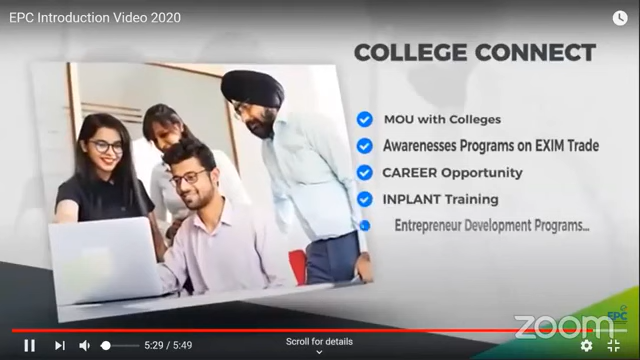 EPC Introduction Video 2020
COLLEGE CONNECT
MOU with Colleges
Awarenesses Programs on EXIM Trade
CAREER Opportunity
INPLANT Training
Entrepreneur Development Programs...
EPC
zoom
5:29 / 5:49
Scroll for details